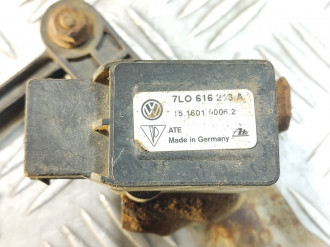 7L0 616 213 A
15.1601.0006.2
ATE
Made in Germany